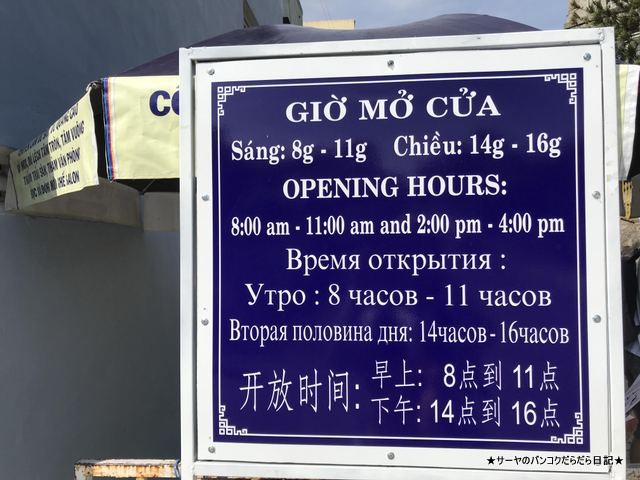 GIỜ MỞ CỬA
Sáng: 8g - 11g Chiều: 14g - 16g
OPENING HOURS:
8:00 am - 11:00 am and 2:00 pm - 4:00 pm
Время открытия :
Утро : 8 часов - 11 часов
Вторая половина дня: 14часов - 16часов
开放时间: 早上: 8点到 11点
下午: 14点到 16点
★サーヤのバンコクだらだら日記★